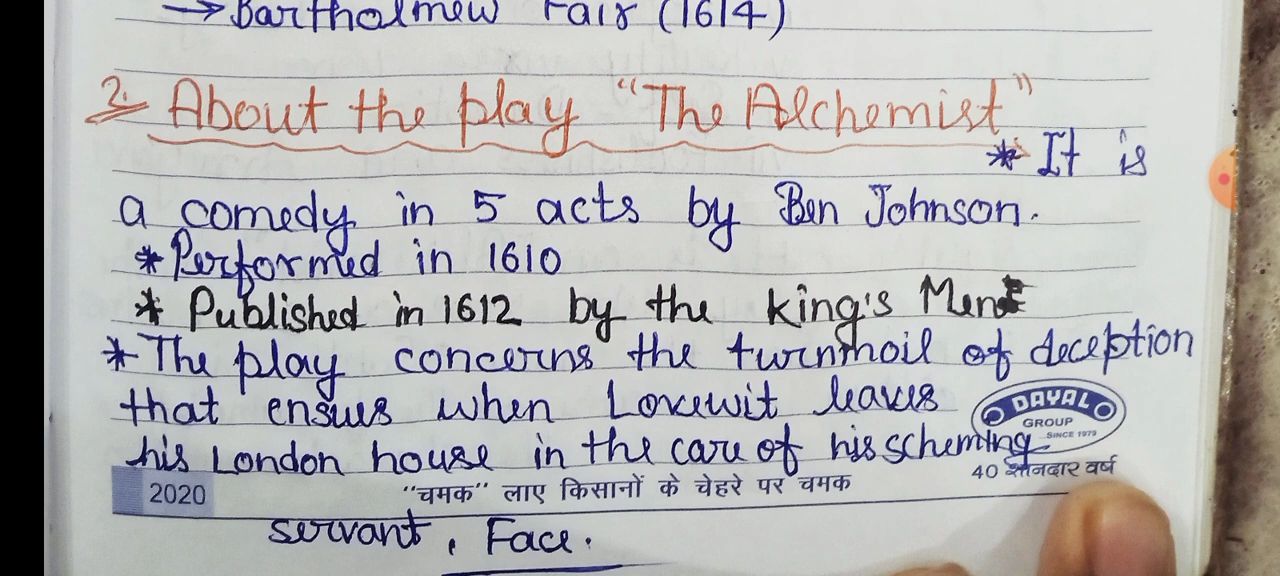 → Bartholmew Fair (1614)
2. About the play "The Alchemist"
* It is
a comedy in 5 acts by Ben Johnson.
* Performed in 1610
* Published in 1612 by the king's Men
* The play concerns the turnmoil of deception
that ensues when Lovewit leaves
his London house in the care of his scheming
DAYAL
GROUP
SINCE 1979
40 शानदार वर्ष
2020 "चमक" लाए किसानों के चेहरे पर चमक
servant, Face.